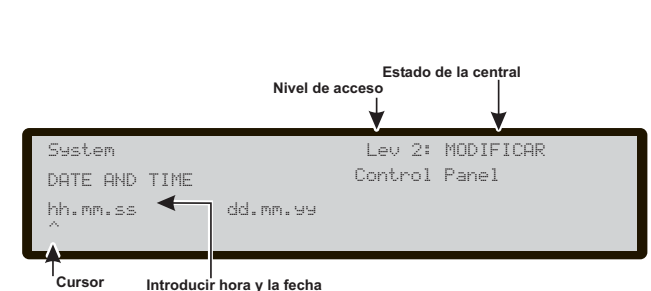 Estado de la central
Nivel de acceso
System Lev 2: MODIFICAR
DATE AND TIME Control Panel
hh.mm.ss dd.mm.yy
^
Cursor Introducir hora y la fecha